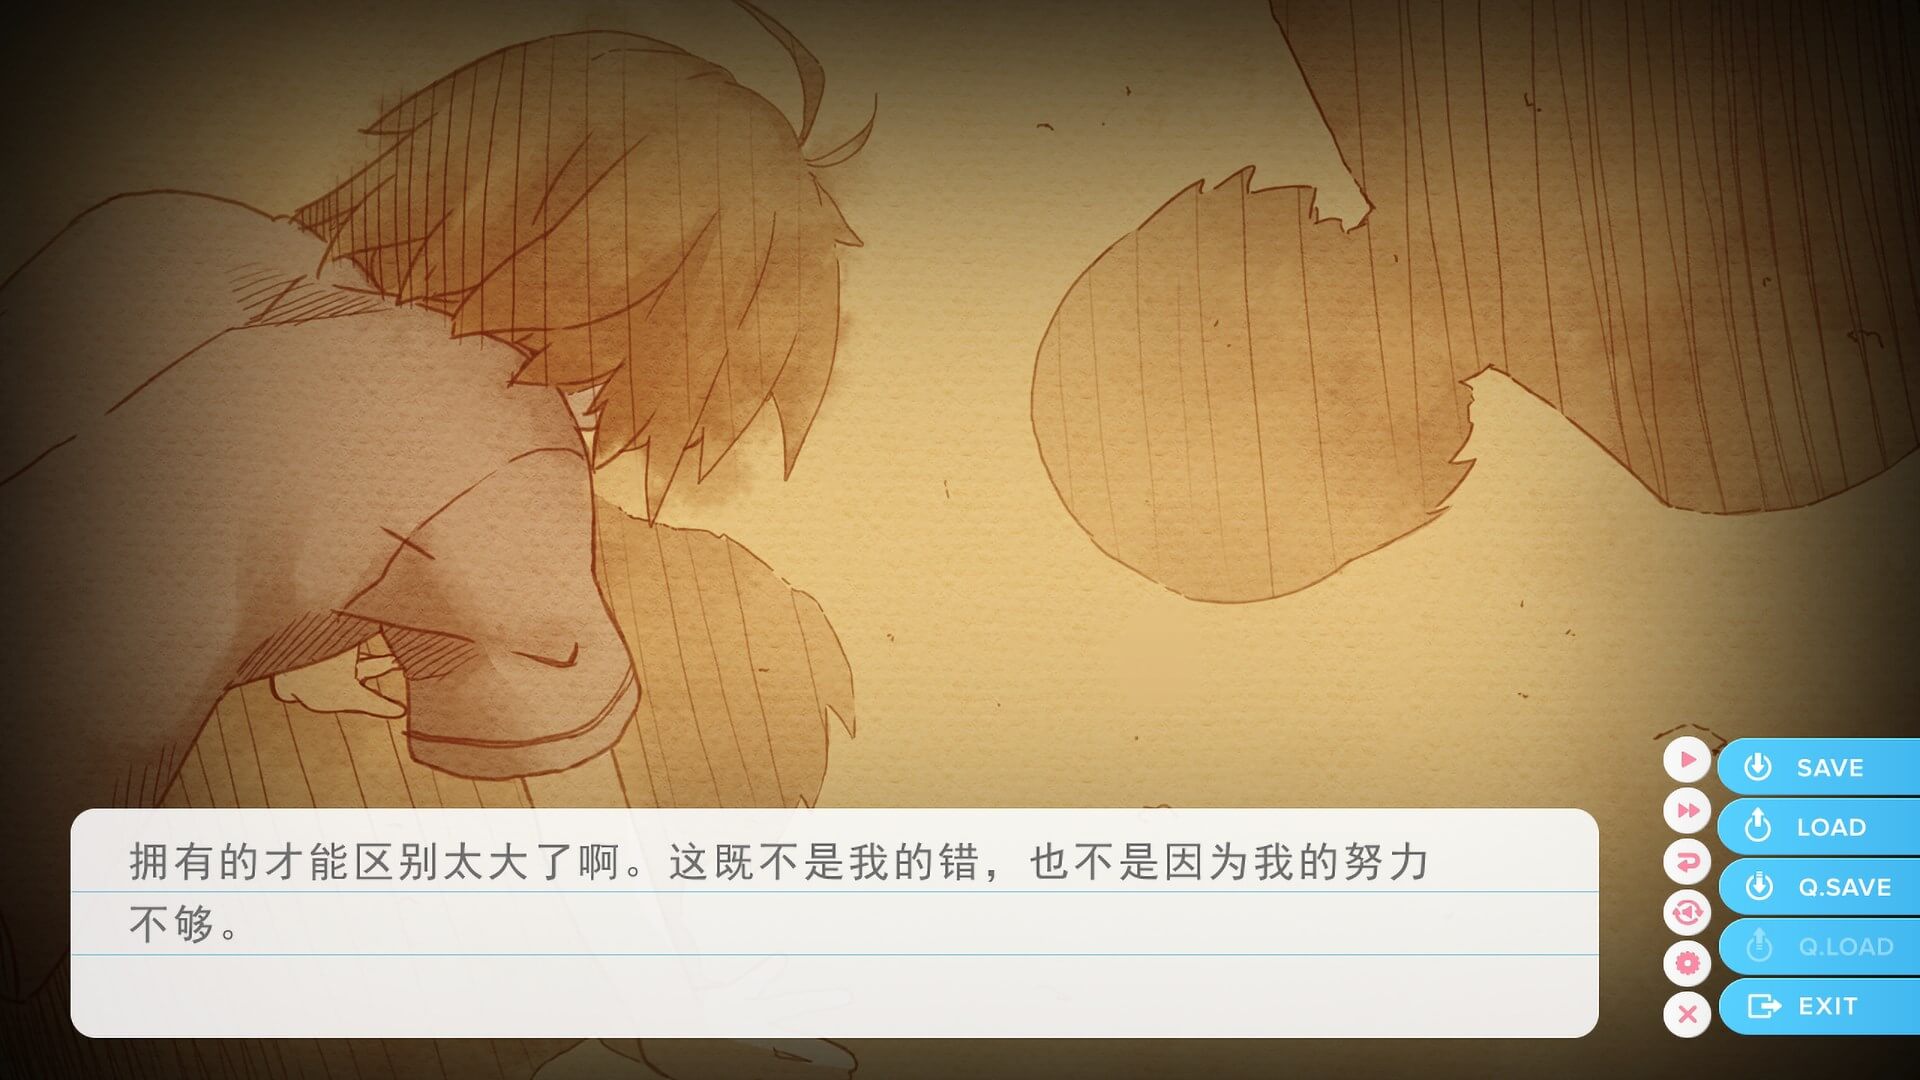 拥有的才能区别太大了啊。这既不是我的错，也不是因为我的努力
不够。
SAVE
LOAD
Q.SAVE
Q.LOAD
EXIT